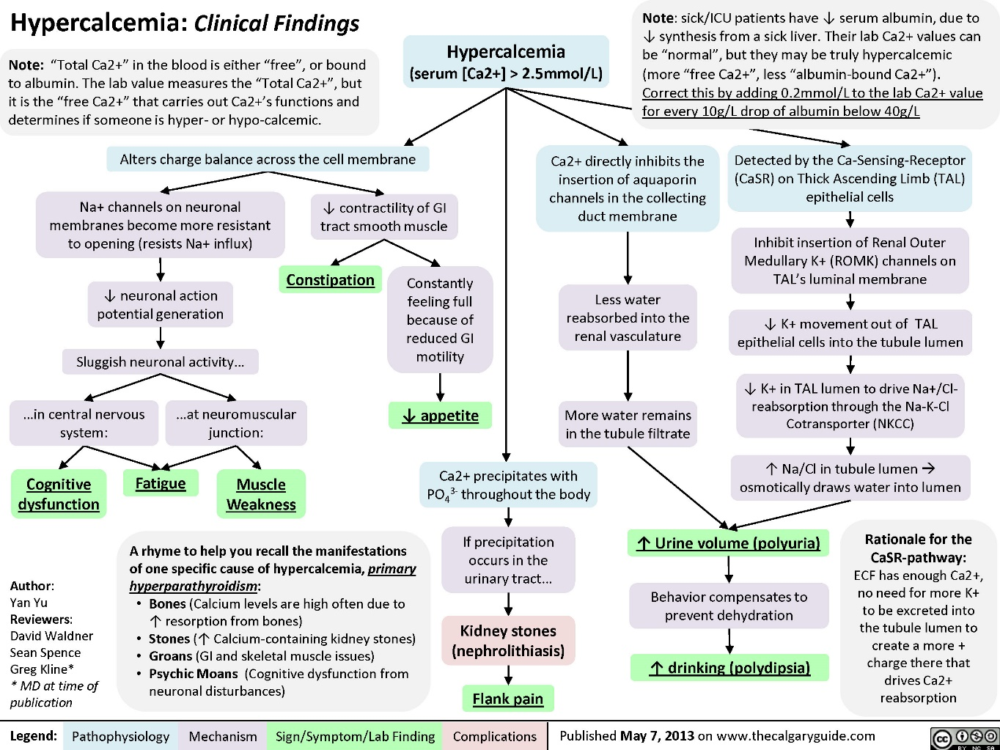 Hypercalcemia: Clinical Findings
Note: “Total Ca2+” in the blood is either “free”, or bound
to albumin. The lab value measures the “Total Ca2+”, but
it is the “free Ca2+” that carries out Ca2+’s functions and
determines if someone is hyper- or hypo-calcemic.
Hypercalcemia
(serum [Ca2+] > 2.5mmol/L)
Note: sick/ICU patients have ↓ serum albumin, due to
↓ synthesis from a sick liver. Their lab Ca2+ values can
be “normal”, but they may be truly hypercalcemic
(more “free Ca2+”, less “albumin-bound Ca2+”).
Correct this by adding 0.2mmol/L to the lab Ca2+ value
for every 10g/L drop of albumin below 40g/L
Alters charge balance across the cell membrane
Na+ channels on neuronal
membranes become more resistant
to opening (resists Na+ influx)
↓ neuronal action
potential generation
Sluggish neuronal activity...
...in central nervous
system:
...at neuromuscular
junction:
Cognitive
dysfunction
Fatigue
Muscle
Weakness
↓ contractility of GI
tract smooth muscle
Constipation
Constantly
feeling full
because of
reduced GI
motility
↓ appetite
Ca2+ precipitates with
PO₄³⁻ throughout the body
If precipitation
occurs in the
urinary tract...
Kidney stones
(nephrolithiasis)
Flank pain
Ca2+ directly inhibits the
insertion of aquaporin
channels in the collecting
duct membrane
Less water
reabsorbed into the
renal vasculature
More water remains
in the tubule filtrate
Detected by the Ca-Sensing-Receptor
(CaSR) on Thick Ascending Limb (TAL)
epithelial cells
Inhibit insertion of Renal Outer
Medullary K+ (ROMK) channels on
TAL’s luminal membrane
↓ K+ movement out of TAL
epithelial cells into the tubule lumen
↓ K+ in TAL lumen to drive Na+/Cl-
reabsorption through the Na-K-Cl
Cotransporter (NKCC)
↑ Na/Cl in tubule lumen →
osmotically draws water into lumen
↑ Urine volume (polyuria)
Behavior compensates to
prevent dehydration
↑ drinking (polydipsia)
Rationale for the
CaSR-pathway:
ECF has enough Ca2+,
no need for more K+
to be excreted into
the tubule lumen to
create a more +
charge there that
drives Ca2+
reabsorption
A rhyme to help you recall the manifestations
of one specific cause of hypercalcemia, primary
hyperparathyroidism:
• Bones (Calcium levels are high often due to
↑ resorption from bones)
• Stones (↑ Calcium-containing kidney stones)
• Groans (GI and skeletal muscle issues)
• Psychic Moans (Cognitive dysfunction from
neuronal disturbances)
Author:
Yan Yu
Reviewers:
David Waldner
Sean Spence
Greg Kline*
* MD at time of
publication
Legend: Pathophysiology Mechanism Sign/Symptom/Lab Finding Complications
Published May 7, 2013 on www.thecalgaryguide.com
cc BY NC SA